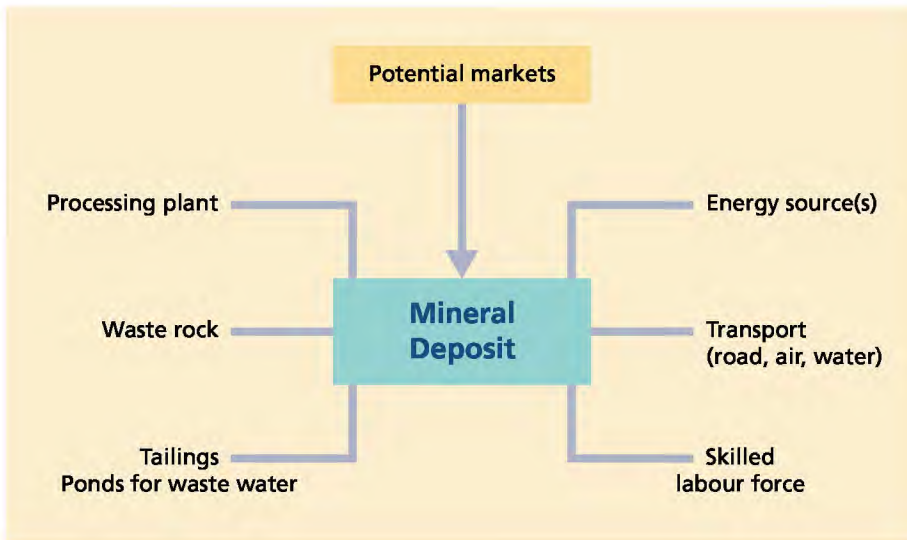 Potential markets
Processing plant
Energy source(s)
Mineral
Deposit
Waste rock
Transport
(road, air, water)
Tailings
Ponds for waste water
Skilled
labour force